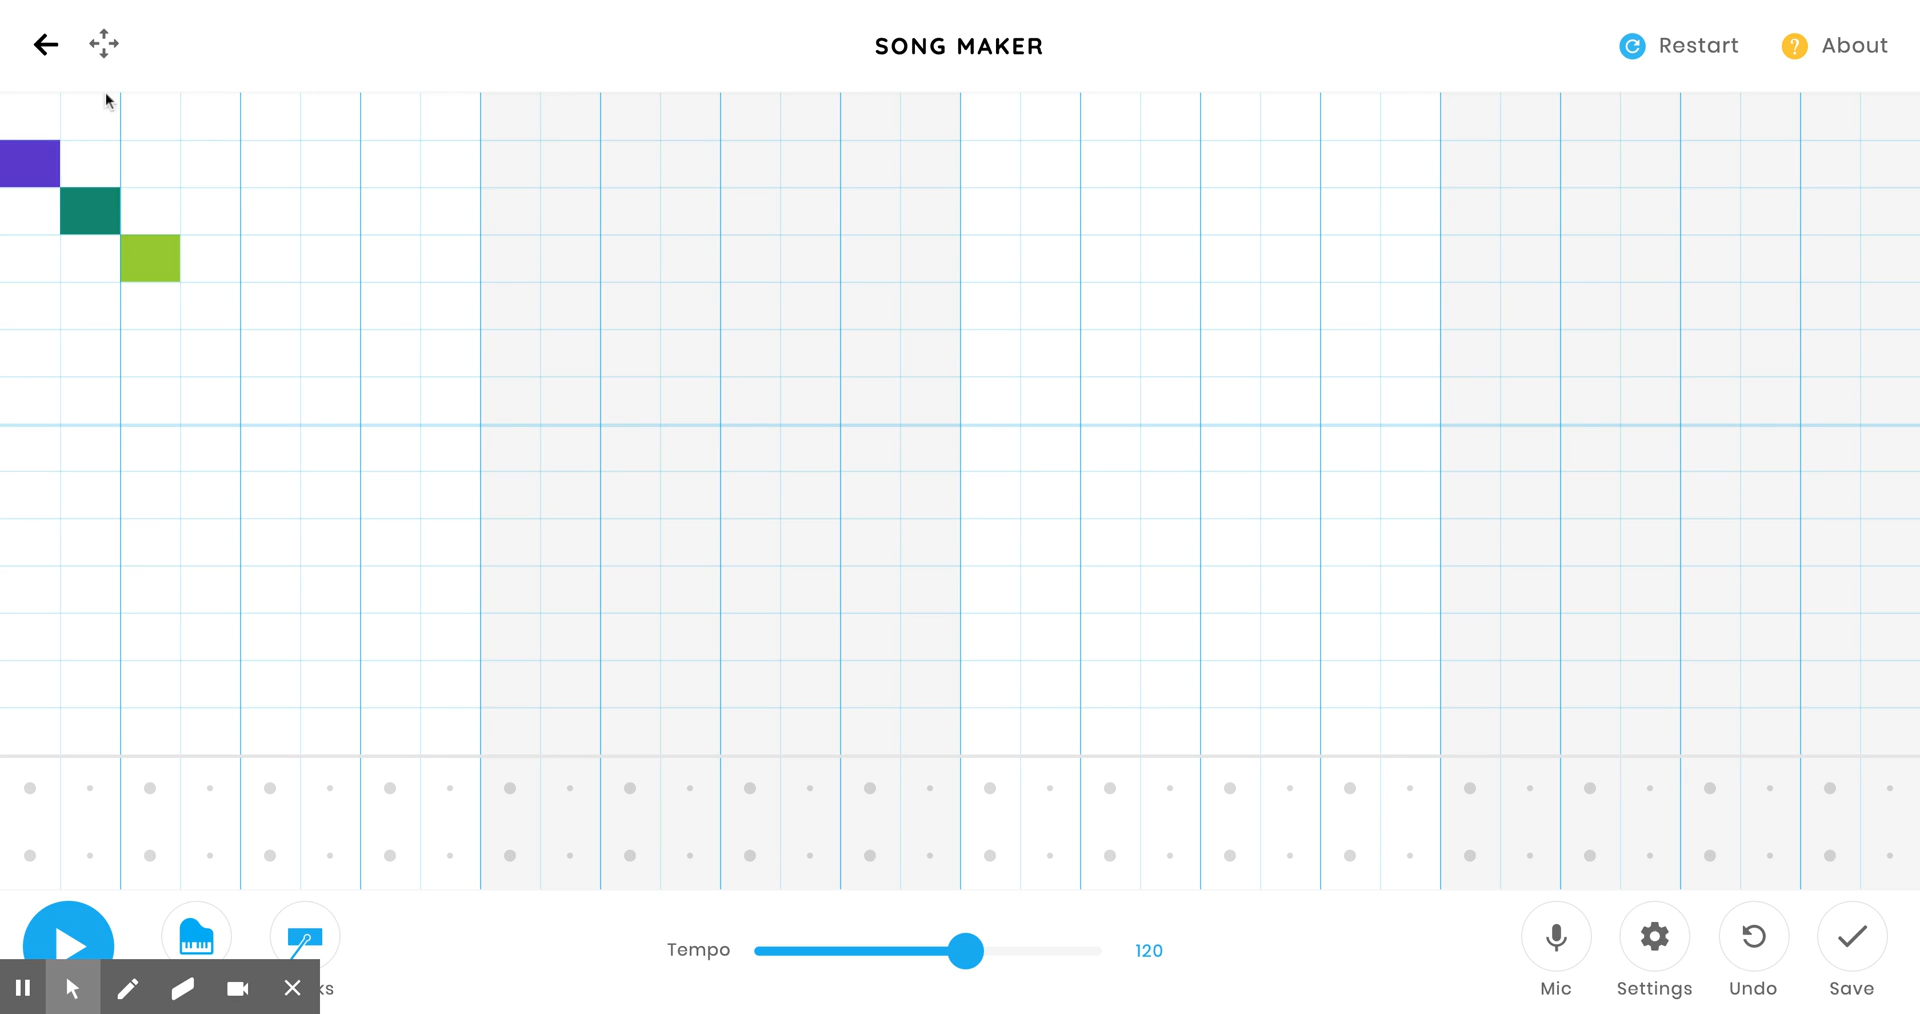 SONG MAKER
Restart
About
Tempo
120
Mic
Settings
Undo
Save